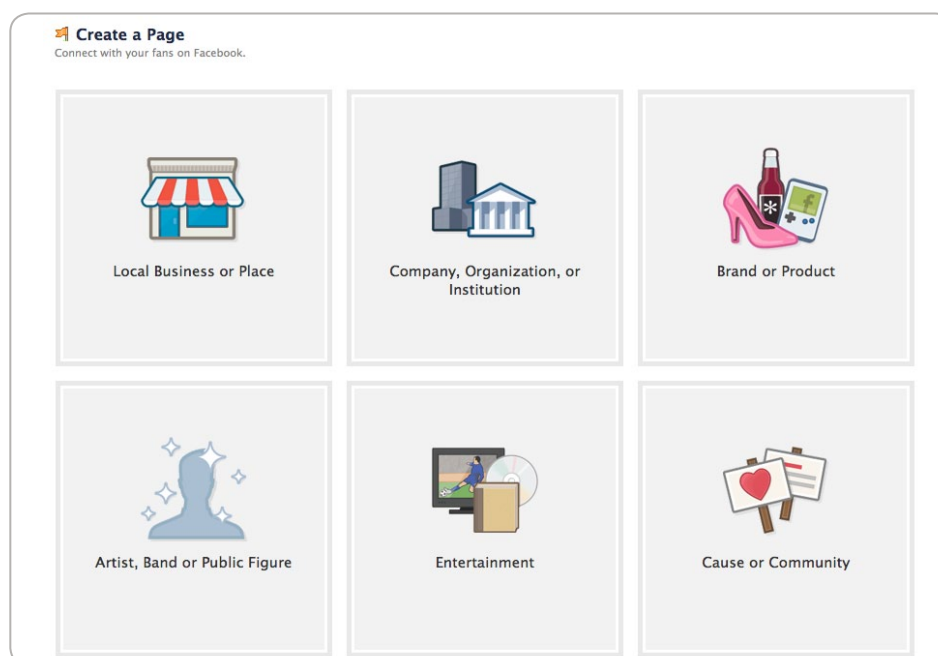 Create a Page
Connect with your fans on Facebook.
Local Business or Place
Company, Organization, or
Institution
Brand or Product
Artist, Band or Public Figure
Entertainment
Cause or Community